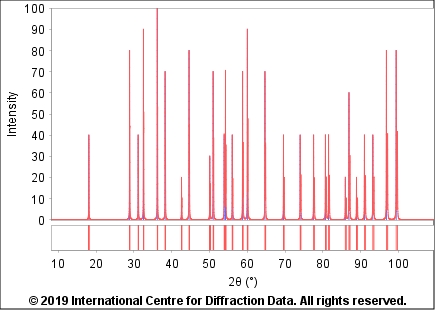 100
90
80
70
60
50
40
30
20
10
0
Intensity
10 20 30 40 50 60 70 80 90 100
2θ (°)
© 2019 International Centre for Diffraction Data. All rights reserved.